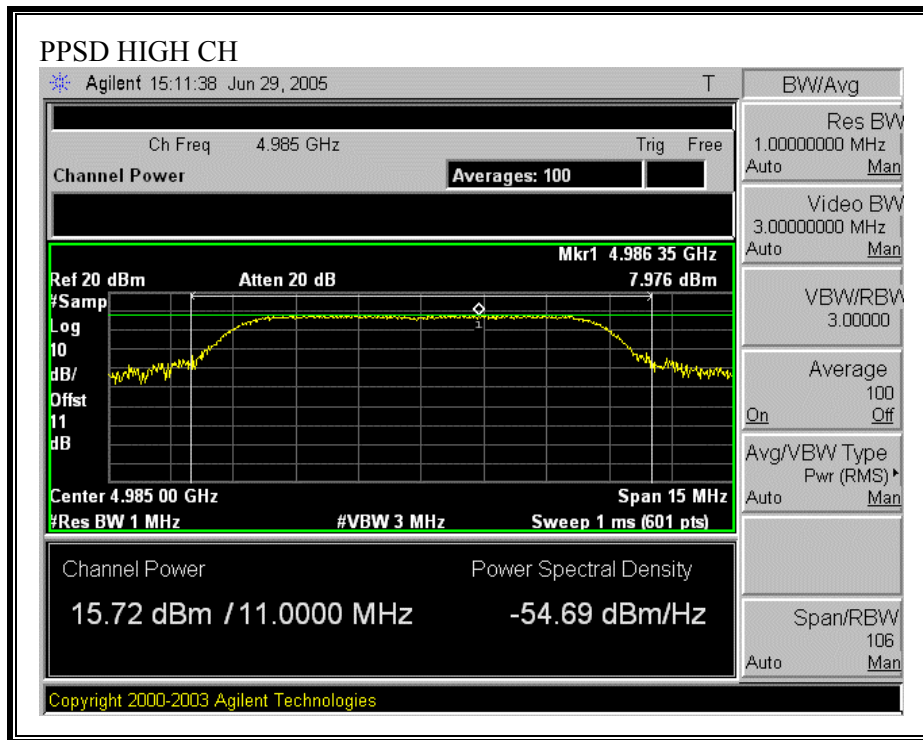 PPSD HIGH CH
Agilent 15:11:38 Jun 29, 2005 T
BW/Avg
Ch Freq 4.985 GHz Trig Free
Channel Power Averages: 100
Res BW
1.00000000 MHz
Auto Man
Video BW
3.00000000 MHz
Auto Man
VBW/RBW
3.00000
Average
100
On Off
Avg/VBW Type
Pwr (RMS)
Auto Man
Span/RBW
106
Auto Man
Mkr1 4.986 35 GHz
Ref 20 dBm Atten 20 dB 7.976 dBm
#Samp
Log
10
dB/
Offst
11
dB
1
Center 4.985 00 GHz Span 15 MHz
#Res BW 1 MHz #VBW 3 MHz Sweep 1 ms (601 pts)
Channel Power Power Spectral Density
15.72 dBm / 11.0000 MHz -54.69 dBm/Hz
Copyright 2000-2003 Agilent Technologies